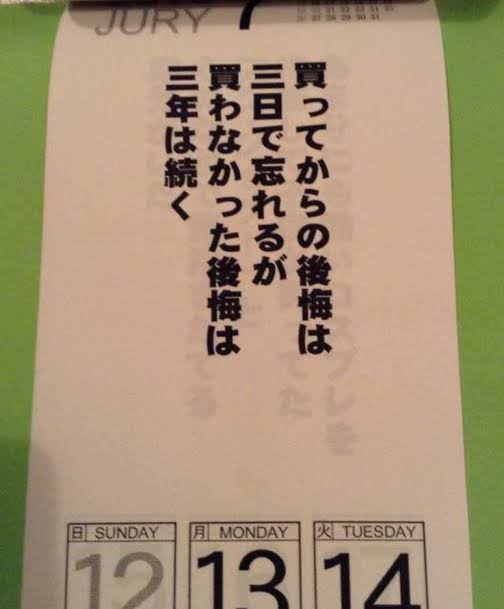 JURY 7
買ってからの後悔は
三日で忘れるが
買わなかった後悔は
三年は続く
日 SUNDAY
月 MONDAY
火 TUESDAY
12
13
14